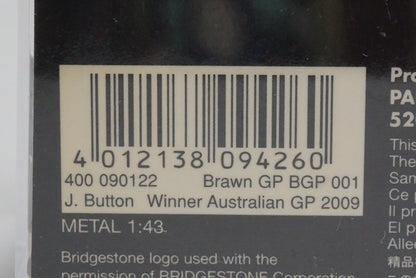 4 012138 094260
400 090122 Brawn GP BGP 001
J. Button Winner Australian GP 2009
METAL 1:43
Bridgestone logo used with the
permission of BRIDGESTONE Corporation
Pro
PA
52
This
The
San
Ce p
Il pr
El p
Allee
精品